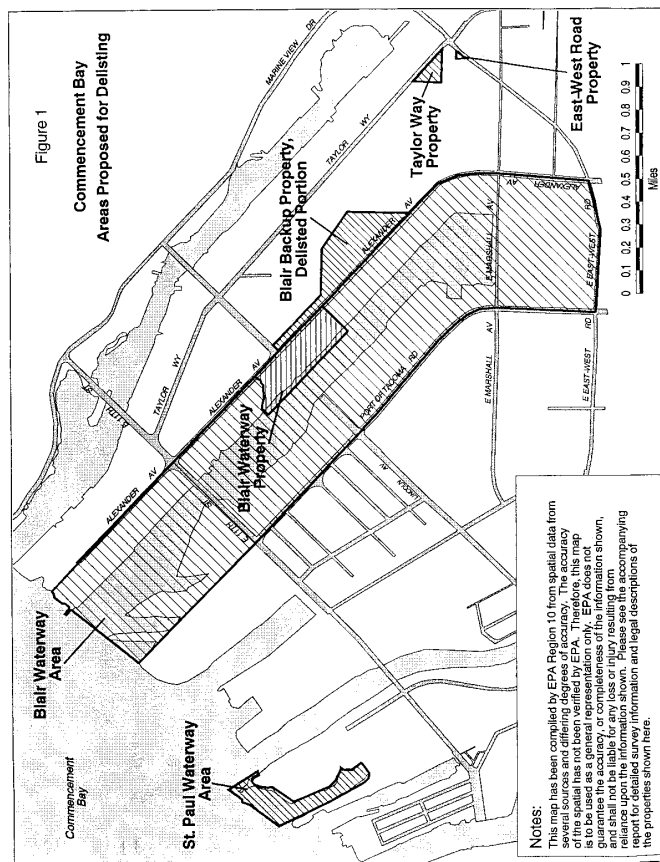 Figure 1
Commencement Bay
Areas Proposed for Delisting
MARINE VIEW DR
TAYLOR WY
TAYLOR WY
E 11TH ST
Blair Backup Property,
Delisted Portion
Taylor Way
Property
East-West Road
Property
ALEXANDER AV
ALEXANDER AV
ALEXANDER AV
ALEXANDER AV
Blair Waterway
Area
Blair Waterway
Property
E 11TH ST
PORT OF TACOMA RD
E MARSHALL AV
E MARSHALL AV
E EAST-WEST RD
E EAST-WEST RD
LINCOLN AV
Commencement
Bay
St. Paul Waterway
Area
0 0.1 0.2 0.3 0.4 0.5 0.6 0.7 0.8 0.9 1
Miles
Notes:
This map has been compiled by EPA Region 10 from spatial data from
several sources and differing degrees of accuracy. The accuracy
of the spatial has not been verified by EPA. Therefore, this map
is to be used as a general representation only. EPA does not
guarantee the accuracy, or completeness of the information shown,
and shall not be liable for any loss or injury resulting from
reliance upon the information shown. Please see the accompanying
report for detailed survey information and legal descriptions of
the properties shown here.